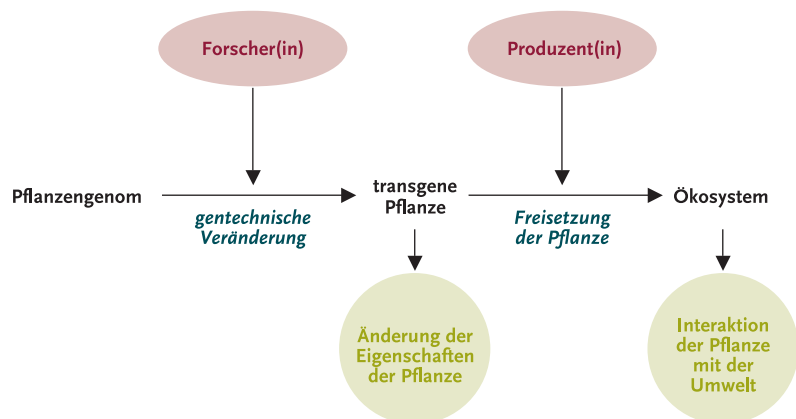 Forscher(in)
Produzent(in)
Pflanzengenom
gentechnische
Veränderung
transgene
Pflanze
Freisetzung
der Pflanze
Ökosystem
Änderung der
Eigenschaften
der Pflanze
Interaktion
der Pflanze
mit der
Umwelt